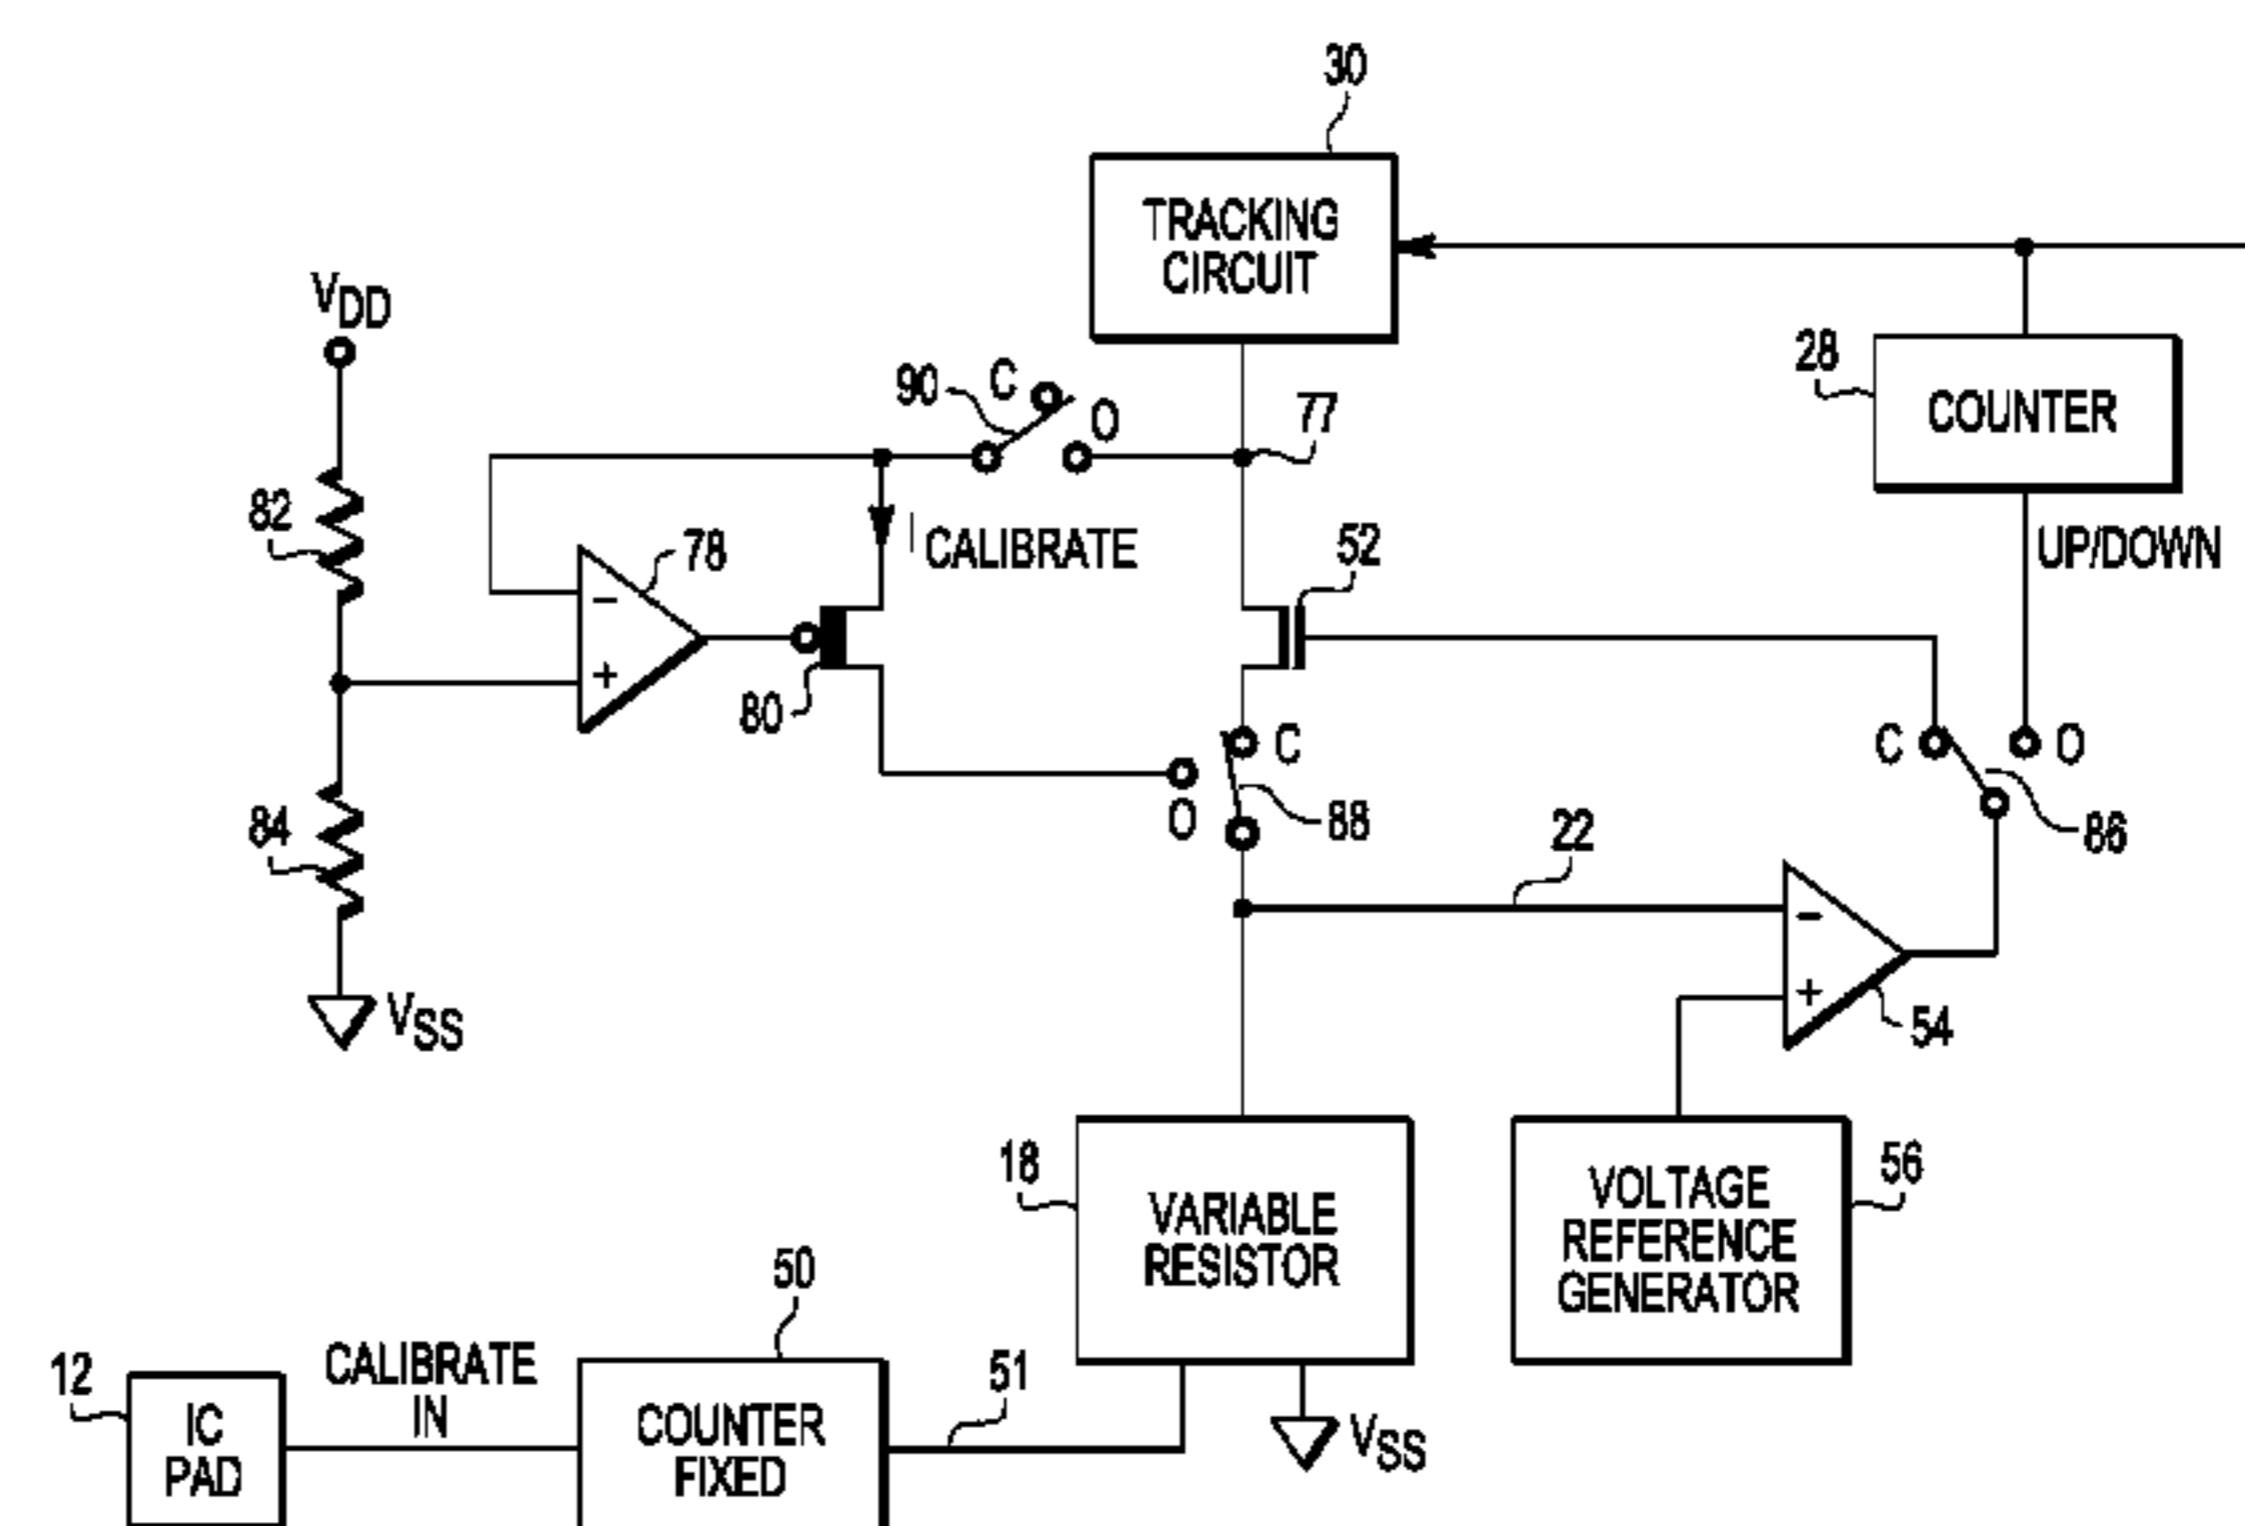 30
TRACKING
CIRCUIT
VDD
90
C
O
77
28
COUNTER
82
78
I CALIBRATE
52
UP/DOWN
−
+
80
C
O
88
C
O
86
84
22
−
+
54
VSS
18
VARIABLE
RESISTOR
VOLTAGE
REFERENCE
GENERATOR
56
50
12
IC
PAD
CALIBRATE
IN
COUNTER
FIXED
51
VSS